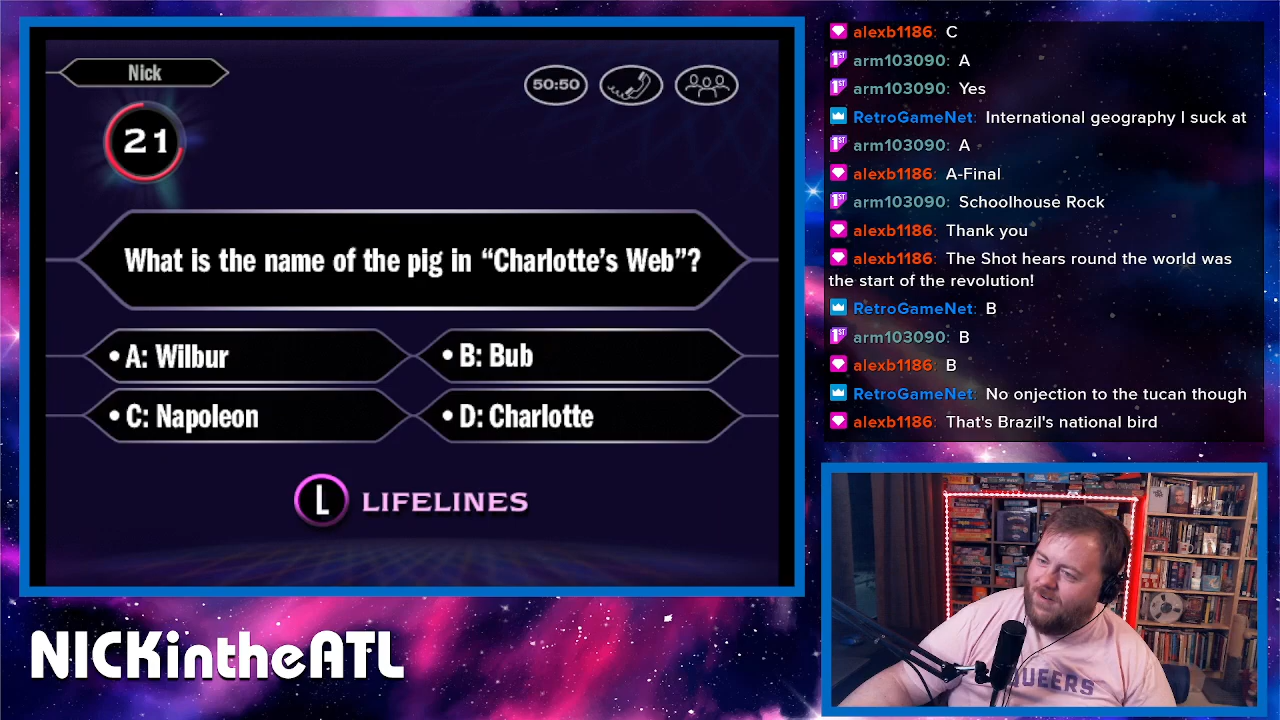 Nick
50:50
21
What is the name of the pig in “Charlotte’s Web”?
• A: Wilbur
• B: Bub
• C: Napoleon
• D: Charlotte
L LIFELINES
NICKintheATL
alexb1186: C
arm103090: A
arm103090: Yes
RetroGameNet: International geography I suck at
arm103090: A
alexb1186: A-Final
arm103090: Schoolhouse Rock
alexb1186: Thank you
alexb1186: The Shot hears round the world was
the start of the revolution!
RetroGameNet: B
arm103090: B
alexb1186: B
RetroGameNet: No onjection to the tucan though
alexb1186: That's Brazil's national bird